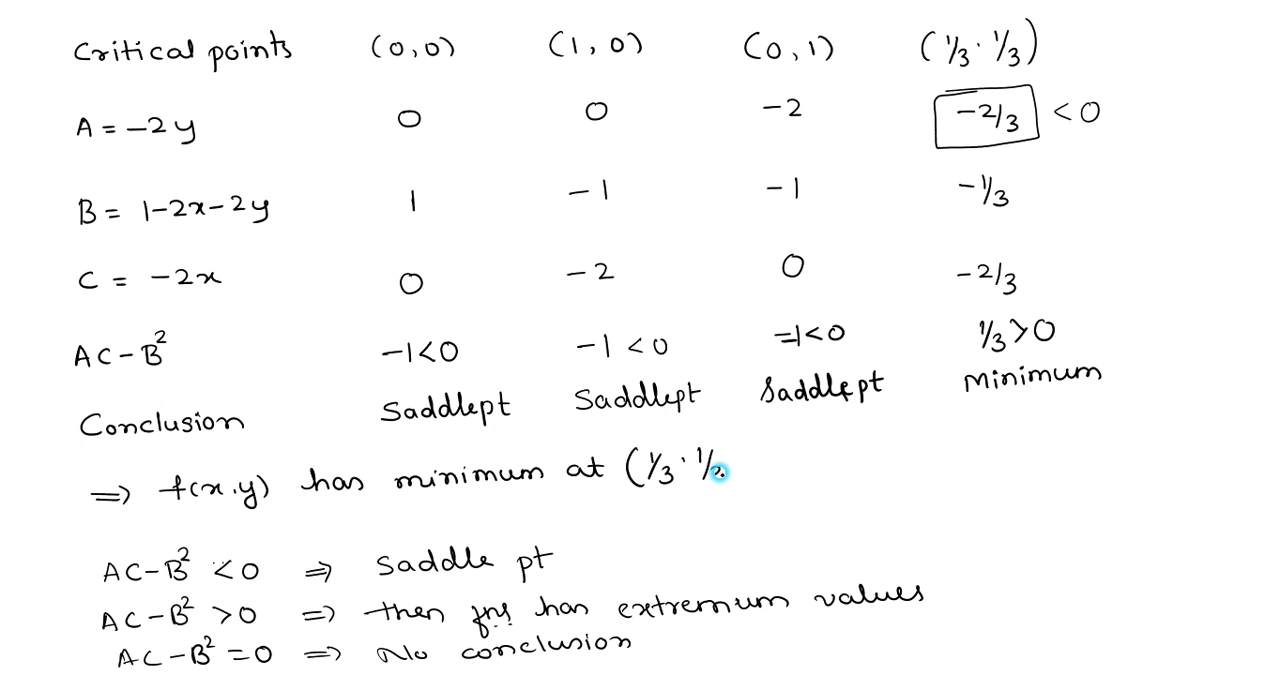 Critical points (0,0) (1,0) (0,1) (1/3, 1/3)
A = -2y 0 0 -2 -2/3 < 0
B = 1-2x-2y 1 -1 -1 -1/3
C = -2x 0 -2 0 -2/3
AC-B² -1<0 -1<0 -1<0 1/3>0
Conclusion Saddlept Saddlept Saddlept Minimum
⇒ f(x,y) has minimum at (1/3, 1/3
AC-B² <0 ⇒ Saddle pt
AC-B² >0 ⇒ then fns has extremum values
AC-B² =0 ⇒ No conclusion